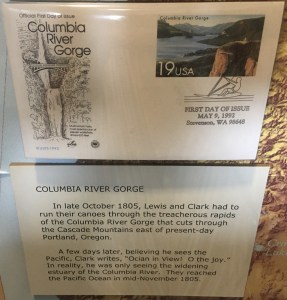 Official First Day of Issue
Columbia
River
Gorge
Columbia River Gorge
19USA
FIRST DAY OF ISSUE
MAY 9, 1992
Stevenson, WA 98648
COLUMBIA RIVER GORGE
In late October 1805, Lewis and Clark had to
run their canoes through the treacherous rapids
of the Columbia River Gorge that cuts through
the Cascade Mountains east of present-day
Portland, Oregon.
A few days later, believing he sees the
Pacific, Clark writes, "Ocian in View! O the joy."
In reality, he was only seeing the widening
estuary of the Columbia River. They reached
the Pacific Ocean in mid-November 1805.